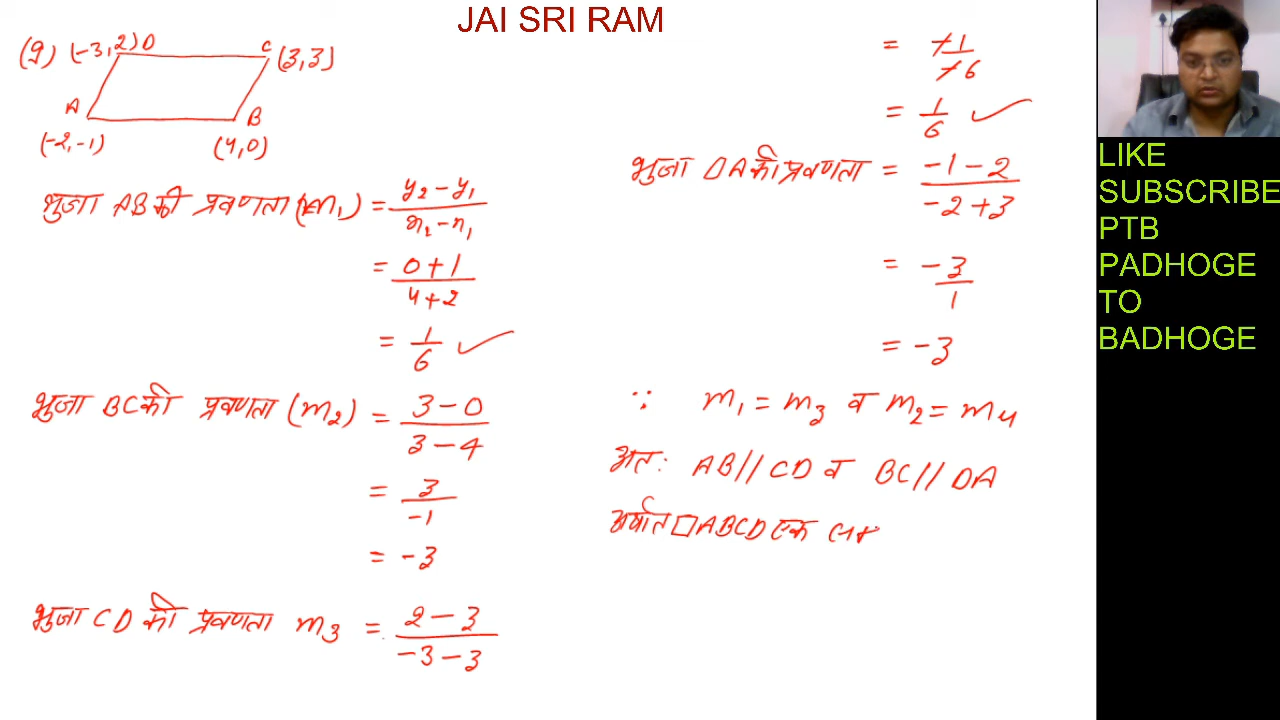 JAI SRI RAM
(9) (-3,2) D C (3,3)
A B
(-2,-1) (4,0)
भुजा AB की प्रवणता (m₁) = y₂ - y₁ / x₂ - x₁
= 0 + 1 / 4 + 2
= 1/6 ✓
भुजा BC की प्रवणता (m₂) = 3 - 0 / 3 - 4
= 3 / -1
= -3
भुजा CD की प्रवणता m₃ = 2 - 3 / -3 - 3
= -1 / -6
= 1/6 ✓
भुजा DA की प्रवणता = -1 - 2 / -2 + 3
= -3 / 1
= -3
∵ m₁ = m₃ व m₂ = m₄
अतः AB // CD व BC // DA
अर्थात □ABCD एक
LIKE
SUBSCRIBE
PTB
PADHOGE
TO
BADHOGE